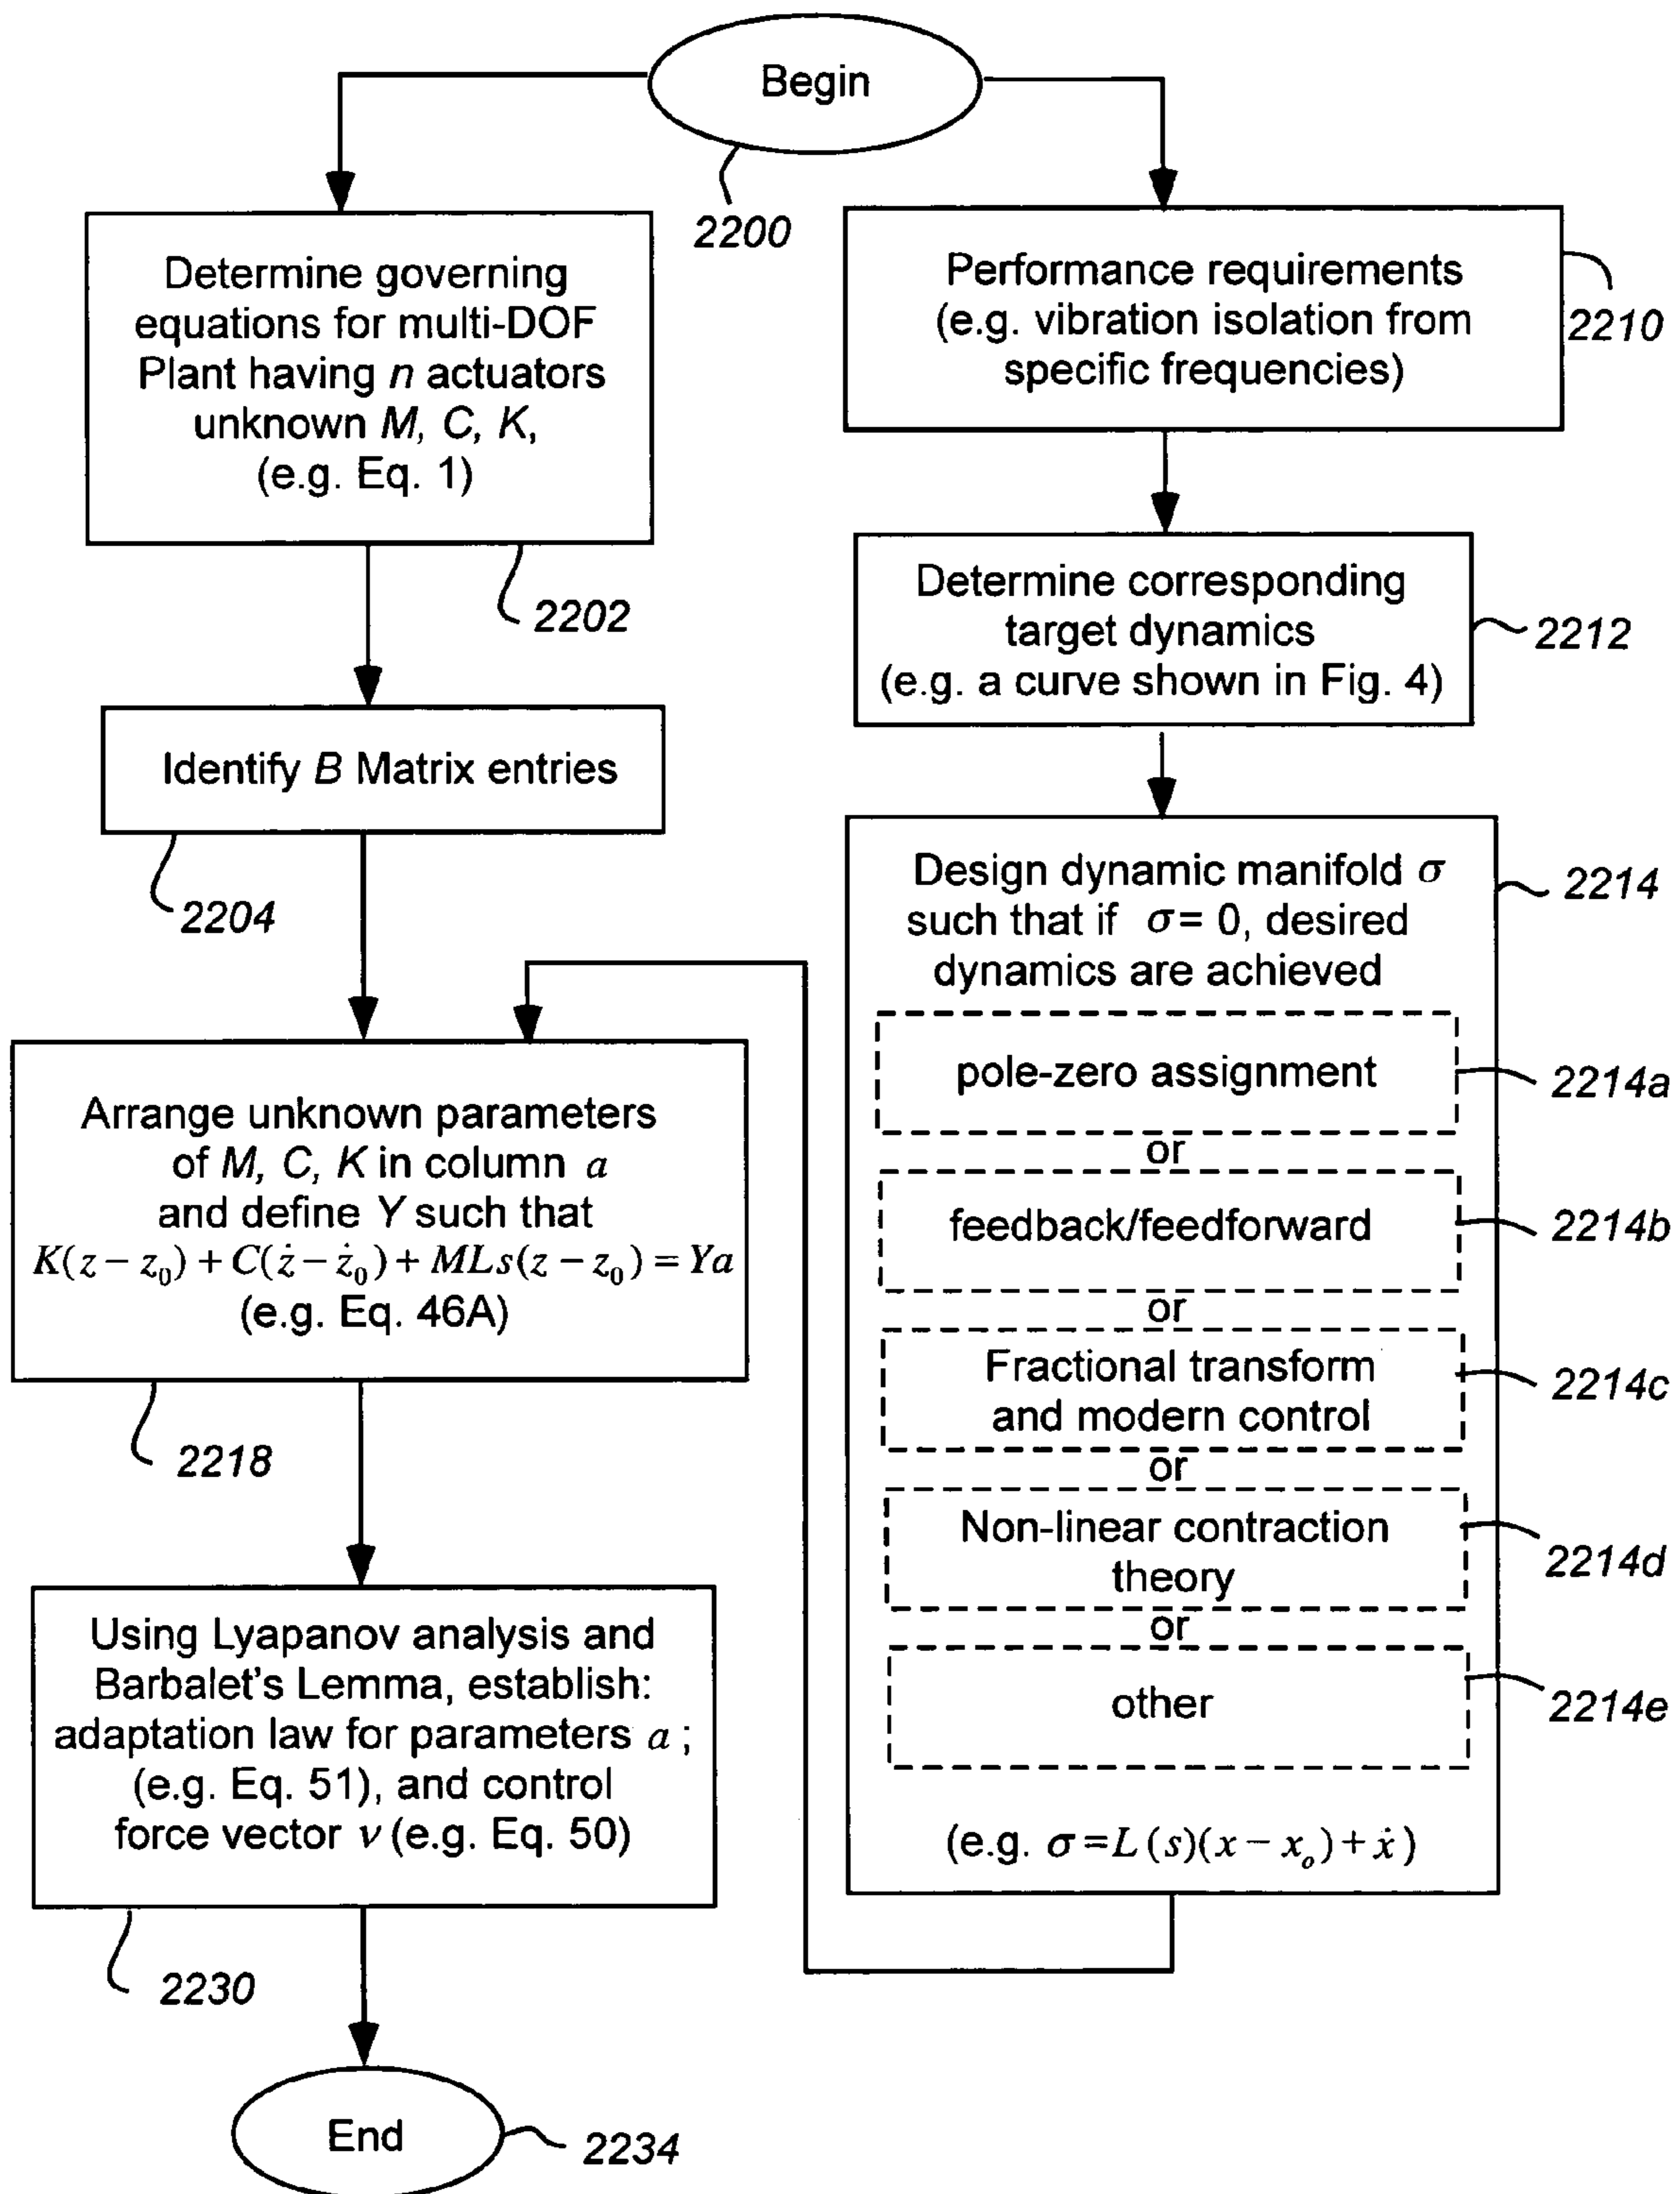 Begin
2200
Determine governing
equations for multi-DOF
Plant having n actuators
unknown M, C, K,
(e.g. Eq. 1)
2202
Identify B Matrix entries
2204
Arrange unknown parameters
of M, C, K in column a
and define Y such that
K(z − z₀) + C(ż − ż₀) + MLs(z − z₀) = Ya
(e.g. Eq. 46A)
2218
Using Lyapanov analysis and
Barbalet's Lemma, establish:
adaptation law for parameters a ;
(e.g. Eq. 51), and control
force vector ν (e.g. Eq. 50)
2230
End
2234
Performance requirements
(e.g. vibration isolation from
specific frequencies)
2210
Determine corresponding
target dynamics
(e.g. a curve shown in Fig. 4)
2212
Design dynamic manifold σ
such that if σ = 0, desired
dynamics are achieved
2214
pole-zero assignment
2214a
or
feedback/feedforward
2214b
or
Fractional transform
and modern control
2214c
or
Non-linear contraction
theory
2214d
or
other
2214e
(e.g. σ = L (s)(x − xₒ) + ẋ )